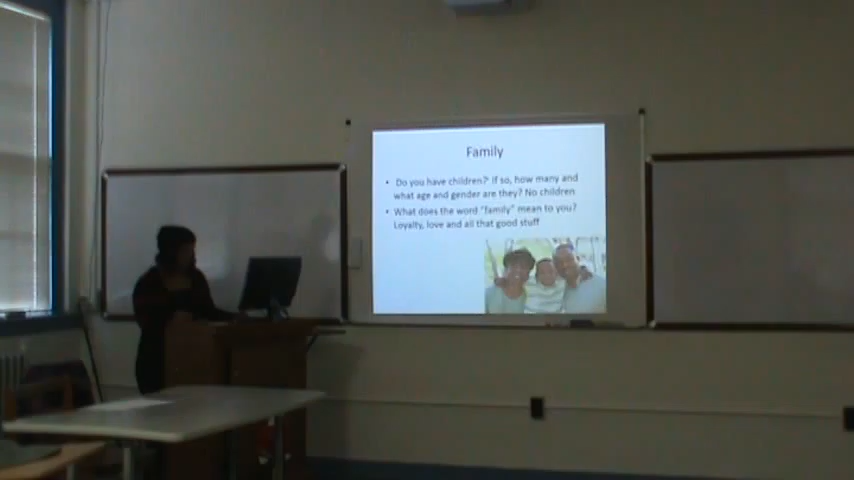 Family
• Do you have children? If so, how many and
what age and gender are they? No children
• What does the word "family" mean to you?
Loyalty, love and all that good stuff